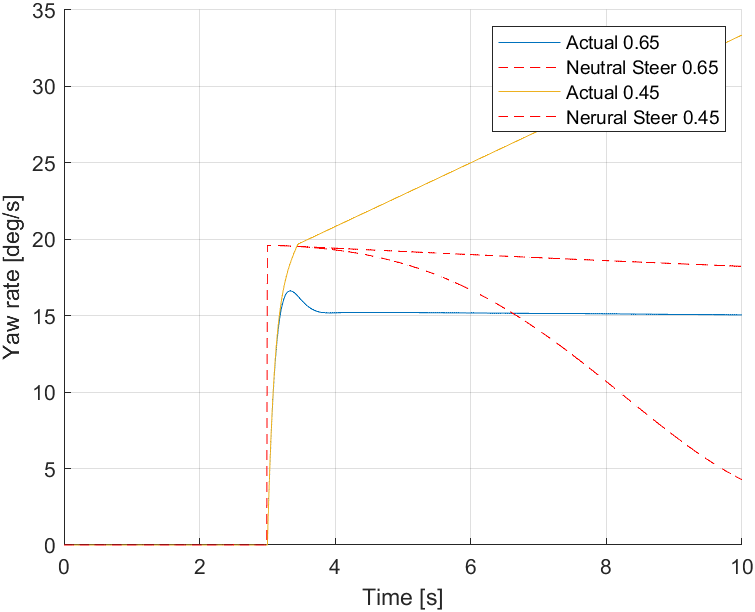 35
30
25
20
15
10
5
0
Yaw rate [deg/s]
Actual 0.65
Neutral Steer 0.65
Actual 0.45
Nerural Steer 0.45
0 2 4 6 8 10
Time [s]